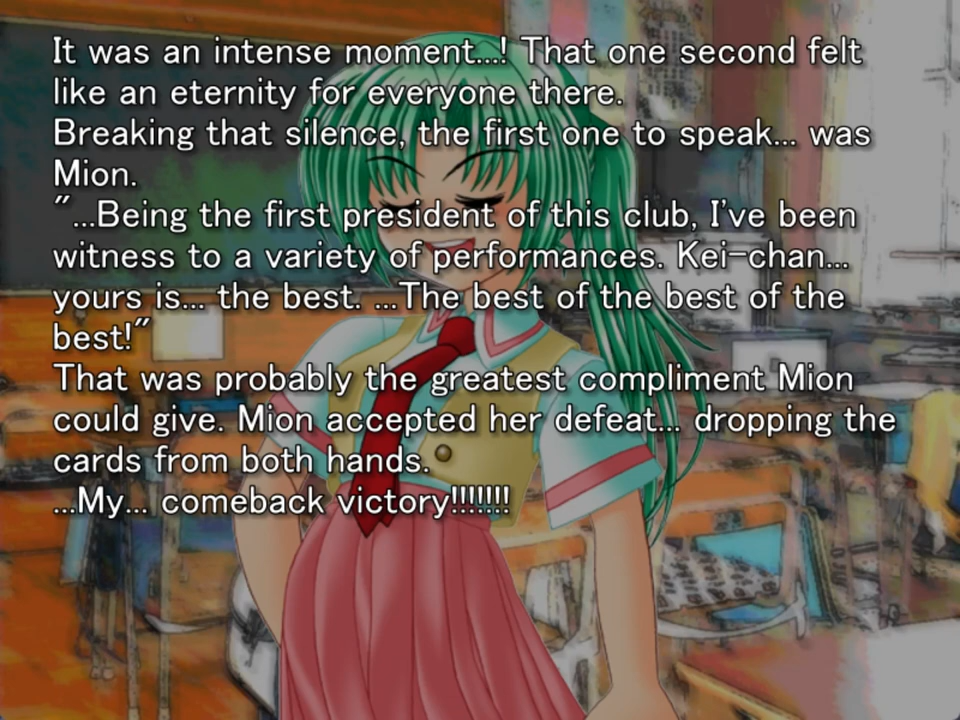 It was an intense moment...! That one second felt
like an eternity for everyone there.
Breaking that silence, the first one to speak... was
Mion.
"...Being the first president of this club, I've been
witness to a variety of performances. Kei-chan...
yours is... the best. ...The best of the best of the
best!"
That was probably the greatest compliment Mion
could give. Mion accepted her defeat... dropping the
cards from both hands.
...My... comeback victory!!!!!!!